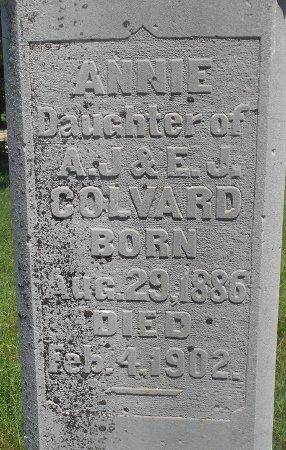 ANNIE
Daughter of
A.J & E.J.
COLVARD
BORN
Aug. 29, 1886
DIED
Feb. 4, 1902.